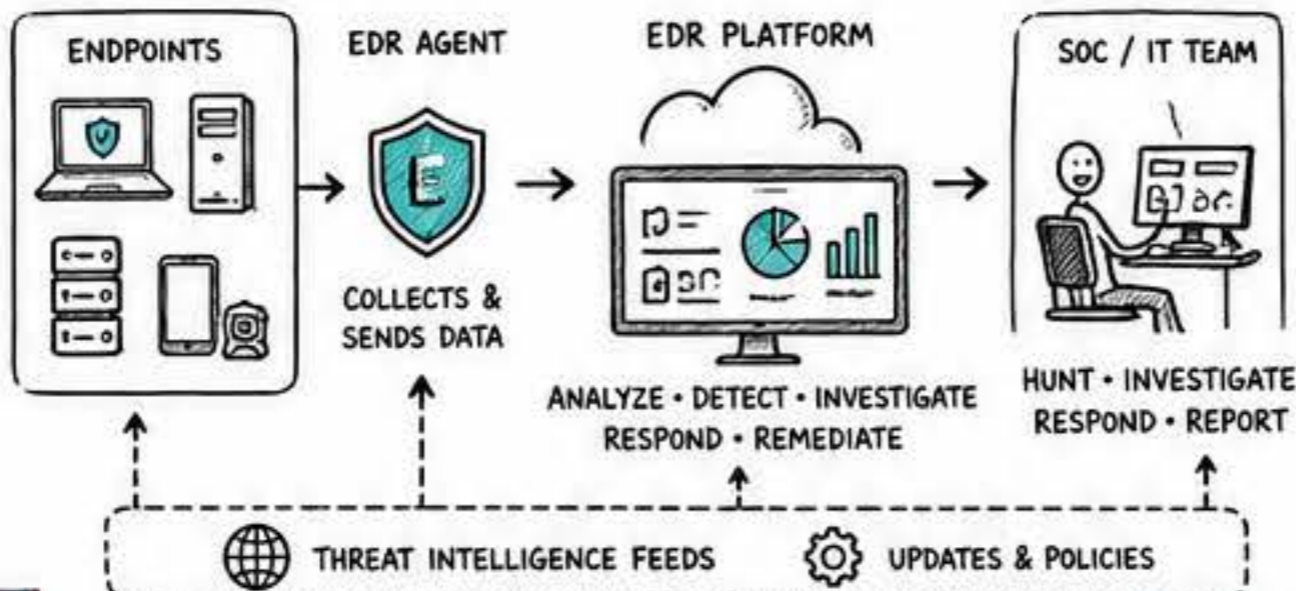 ENDPOINTS
EDR AGENT
EDR PLATFORM
SOC / IT TEAM
E
COLLECTS &
SENDS DATA
ANALYZE • DETECT • INVESTIGATE
RESPOND • REMEDIATE
HUNT • INVESTIGATE
RESPOND • REPORT
THREAT INTELLIGENCE FEEDS
UPDATES & POLICIES